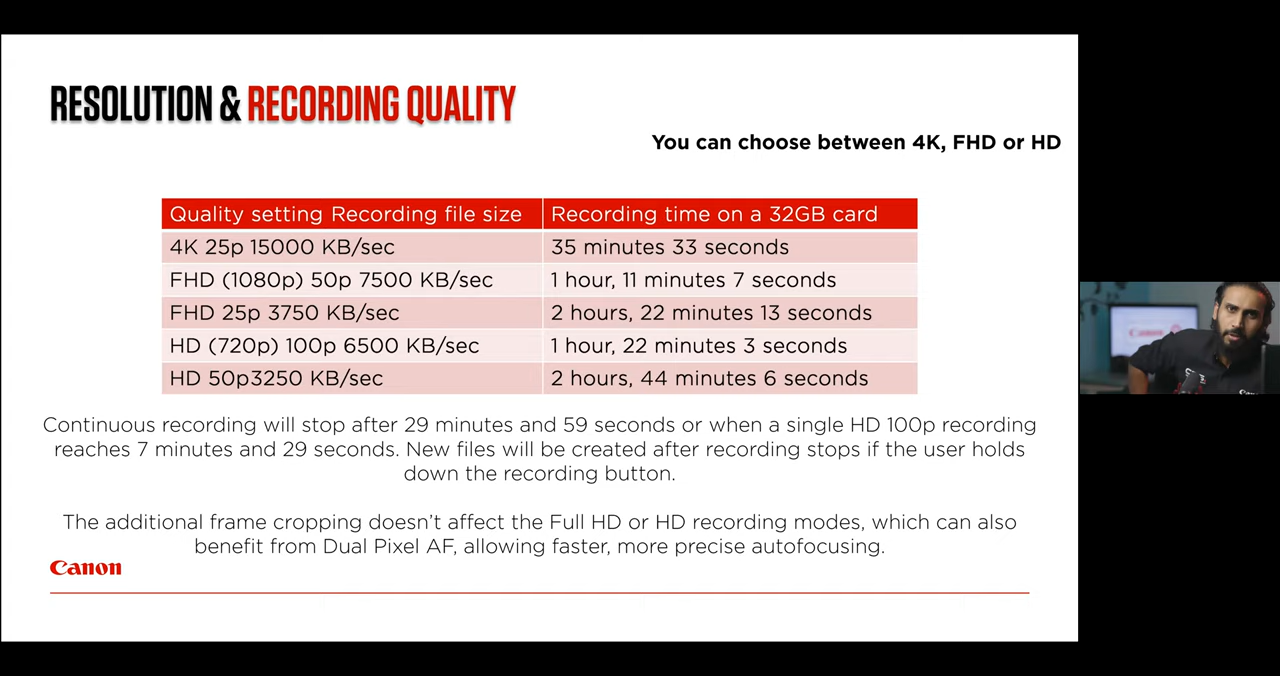 RESOLUTION & RECORDING QUALITY
You can choose between 4K, FHD or HD
Quality setting Recording file size Recording time on a 32GB card
4K 25p 15000 KB/sec 35 minutes 33 seconds
FHD (1080p) 50p 7500 KB/sec 1 hour, 11 minutes 7 seconds
FHD 25p 3750 KB/sec 2 hours, 22 minutes 13 seconds
HD (720p) 100p 6500 KB/sec 1 hour, 22 minutes 3 seconds
HD 50p3250 KB/sec 2 hours, 44 minutes 6 seconds
Continuous recording will stop after 29 minutes and 59 seconds or when a single HD 100p recording
reaches 7 minutes and 29 seconds. New files will be created after recording stops if the user holds
down the recording button.
The additional frame cropping doesn't affect the Full HD or HD recording modes, which can also
benefit from Dual Pixel AF, allowing faster, more precise autofocusing.
Canon
Canon